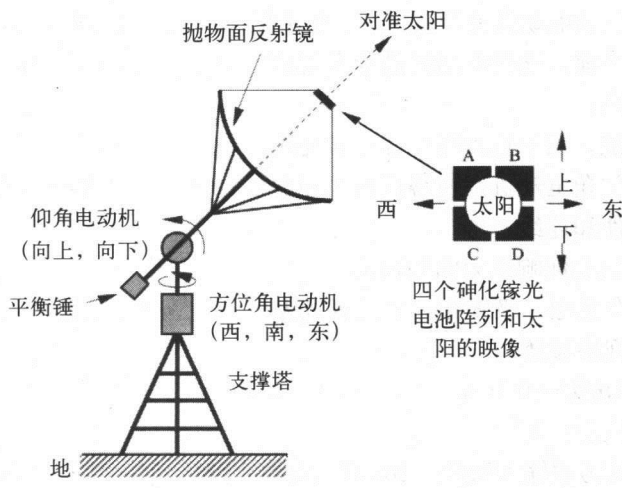 抛物面反射镜
对准太阳
A B
上
西 太阳 东
下
C D
仰角电动机
(向上,向下)
平衡锤
方位角电动机
(西,南,东)
四个砷化镓光
电池阵列和太
阳的映像
支撑塔
地